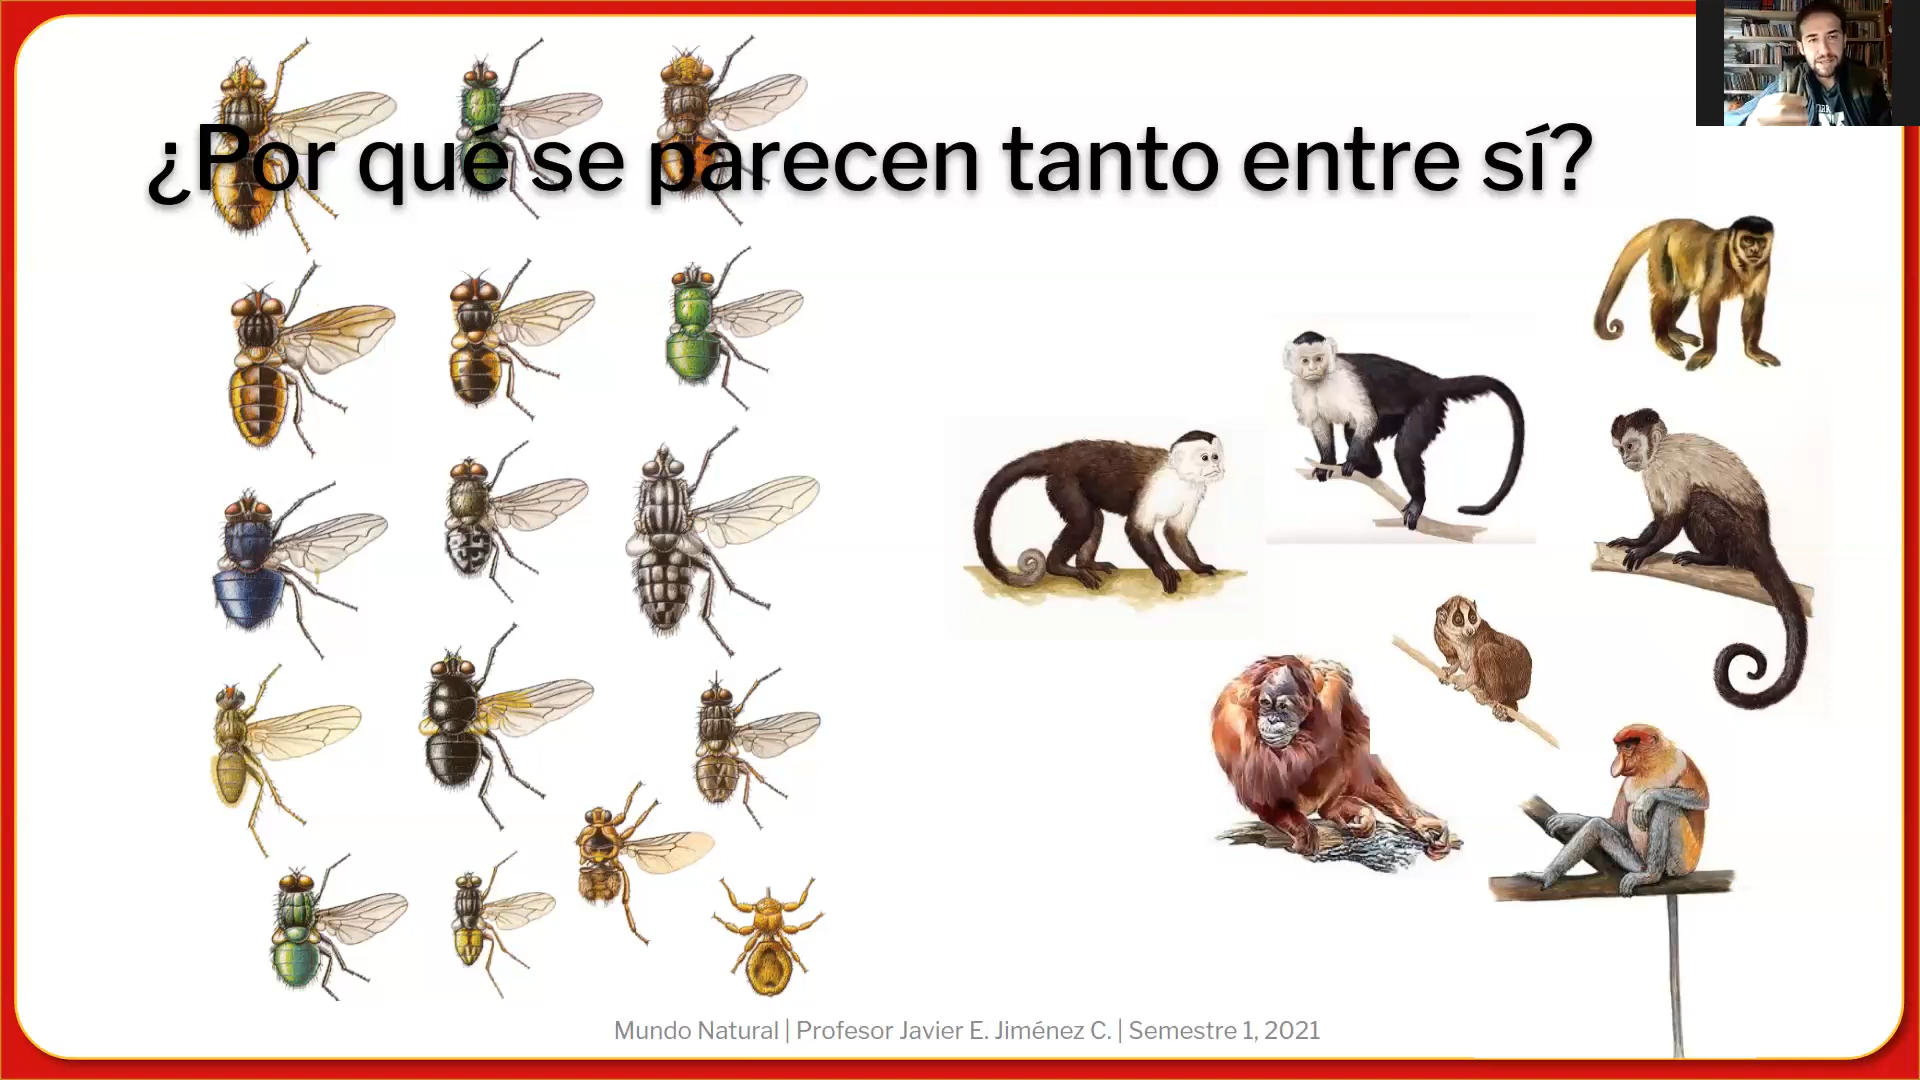 ¿Por qué se parecen tanto entre sí?
Mundo Natural | Profesor Javier E. Jiménez C. | Semestre 1, 2021